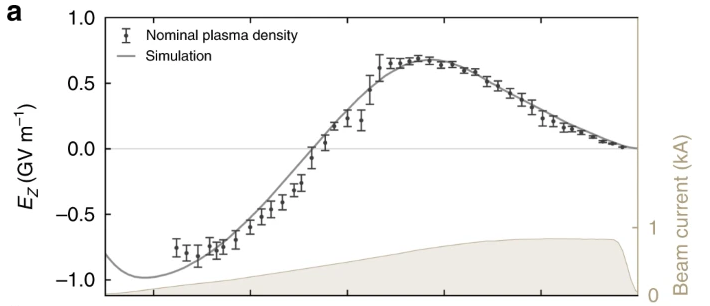 a
1.0
0.5
0.0
−0.5
−1.0
E_Z (GV m⁻¹)
Nominal plasma density
Simulation
1
0
Beam current (kA)